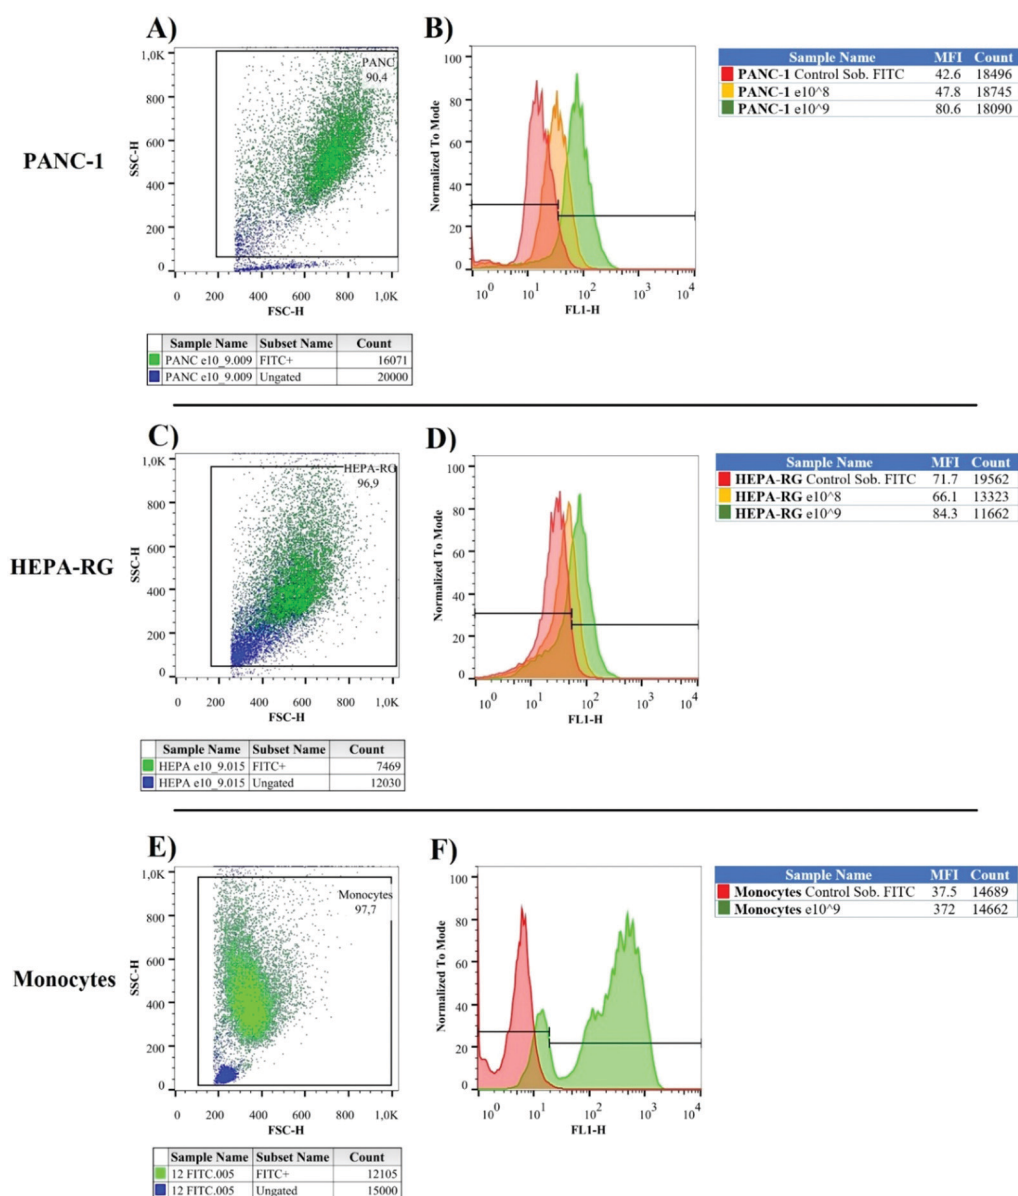 A)
B)
PANC-1
1,0K
800
600
400
200
0
SSC-H
PANC
90,4
0 200 400 600 800 1,0K
FSC-H
100
80
60
40
20
0
Normalized To Mode
10^0 10^1 10^2 10^3 10^4
FL1-H
Sample Name MFI Count
PANC-1 Control Sob. FITC 42.6 18496
PANC-1 e10^8 47.8 18745
PANC-1 e10^9 80.6 18090
Sample Name Subset Name Count
PANC e10_9.009 FITC+ 16071
PANC e10_9.009 Ungated 20000
C)
D)
HEPA-RG
1,0K
800
600
400
200
0
SSC-H
HEPA-RG
96,9
0 200 400 600 800 1,0K
FSC-H
100
80
60
40
20
0
Normalized To Mode
10^0 10^1 10^2 10^3 10^4
FL1-H
Sample Name MFI Count
HEPA-RG Control Sob. FITC 71.7 19562
HEPA-RG e10^8 66.1 13323
HEPA-RG e10^9 84.3 11662
Sample Name Subset Name Count
HEPA e10_9.015 FITC+ 7469
HEPA e10_9.015 Ungated 12030
E)
F)
Monocytes
1,0K
800
600
400
200
0
SSC-H
Monocytes
97,7
0 200 400 600 800 1,0K
FSC-H
100
80
60
40
20
0
Normalized To Mode
10^0 10^1 10^2 10^3 10^4
FL1-H
Sample Name MFI Count
Monocytes Control Sob. FITC 37.5 14689
Monocytes e10^9 372 14662
Sample Name Subset Name Count
12 FITC.005 FITC+ 12105
12 FITC.005 Ungated 15000